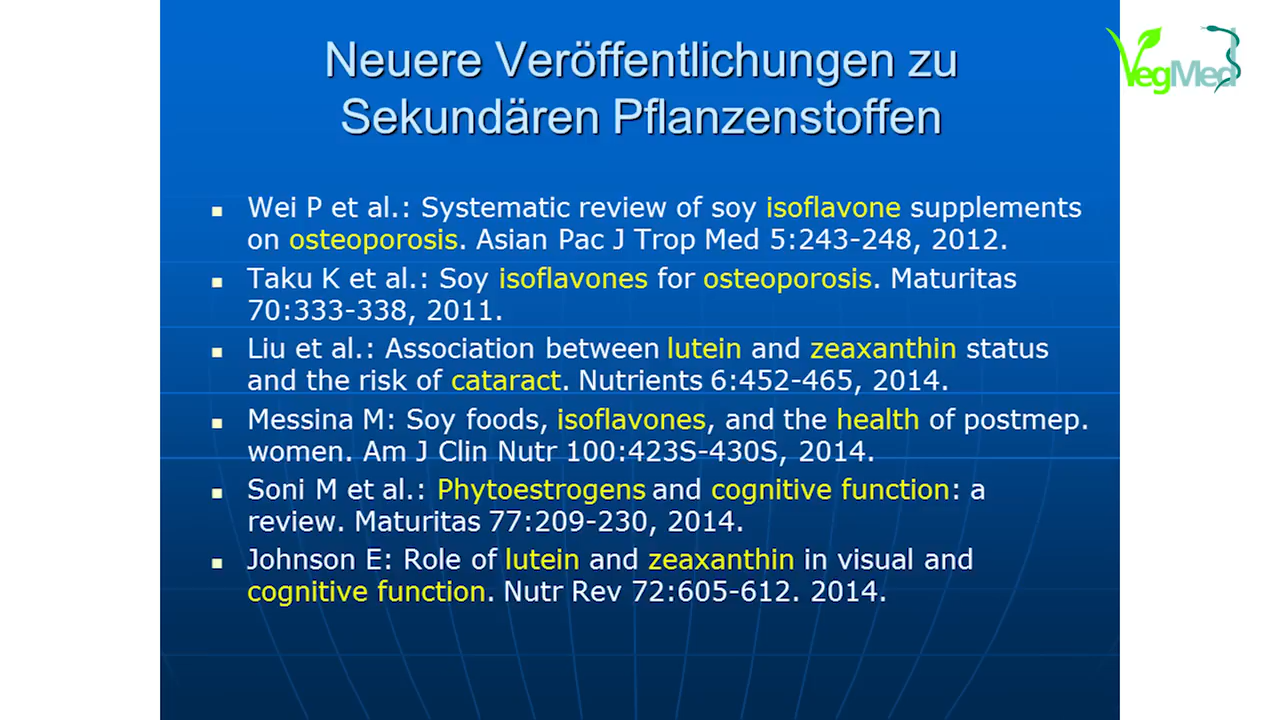 Neuere Veröffentlichungen zu
Sekundären Pflanzenstoffen
VegMed
Wei P et al.: Systematic review of soy isoflavone supplements
on osteoporosis. Asian Pac J Trop Med 5:243-248, 2012.
Taku K et al.: Soy isoflavones for osteoporosis. Maturitas
70:333-338, 2011.
Liu et al.: Association between lutein and zeaxanthin status
and the risk of cataract. Nutrients 6:452-465, 2014.
Messina M: Soy foods, isoflavones, and the health of postmep.
women. Am J Clin Nutr 100:423S-430S, 2014.
Soni M et al.: Phytoestrogens and cognitive function: a
review. Maturitas 77:209-230, 2014.
Johnson E: Role of lutein and zeaxanthin in visual and
cognitive function. Nutr Rev 72:605-612. 2014.